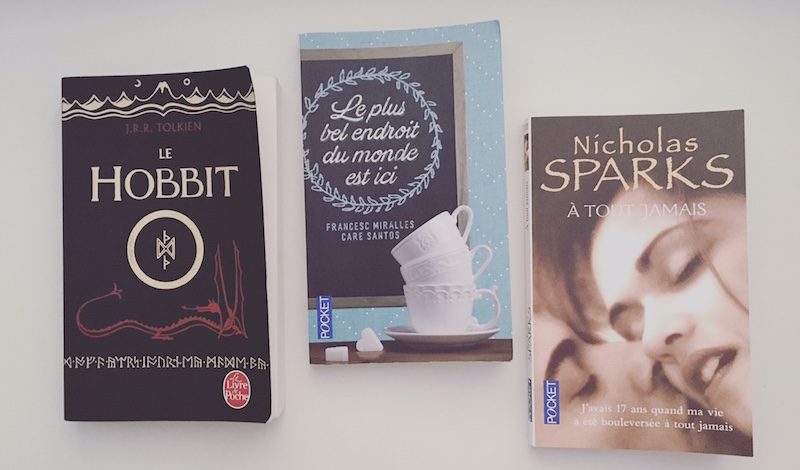 J.R.R. TOLKIEN
LE
HOBBIT
Le Livre
de
Poche
Le plus
bel endroit
du monde
est ici
FRANCESC MIRALLES
CARE SANTOS
POCKET
Nicholas
SPARKS
À TOUT JAMAIS
POCKET
J'avais 17 ans quand ma vie
a été bouleversée à tout jamais